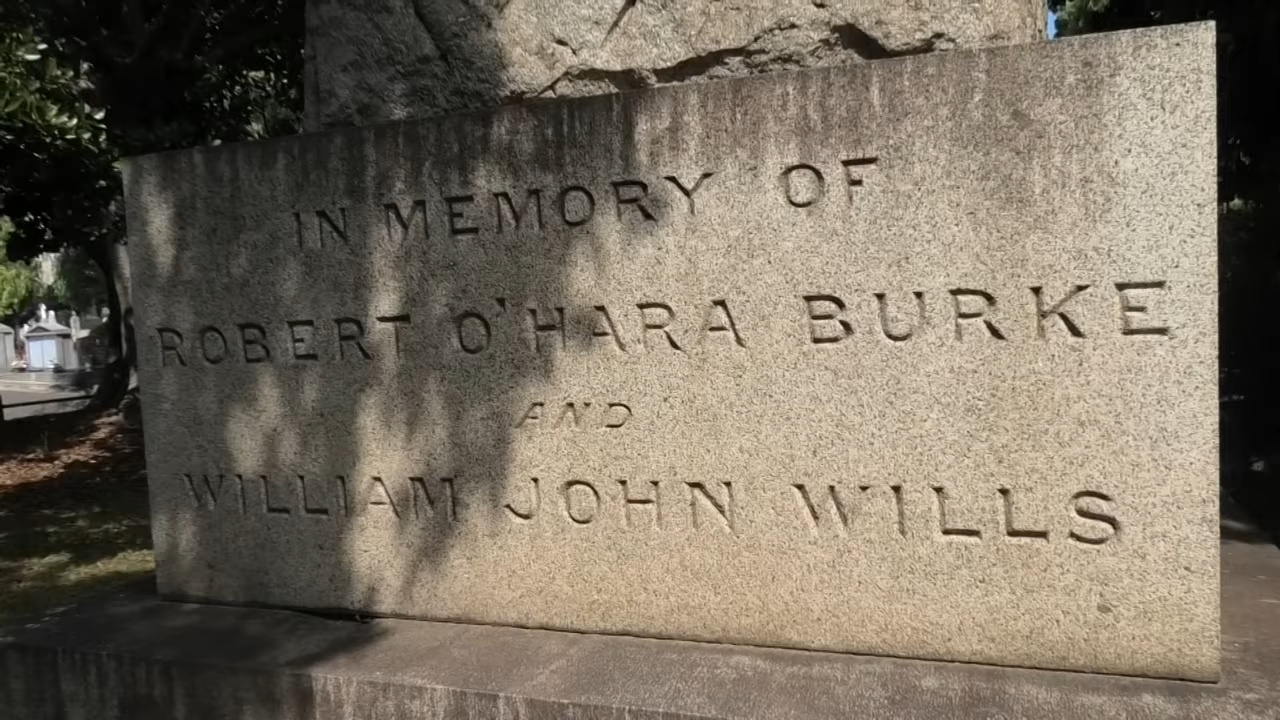 IN MEMORY OF
ROBERT O'HARA BURKE
AND
WILLIAM JOHN WILLS